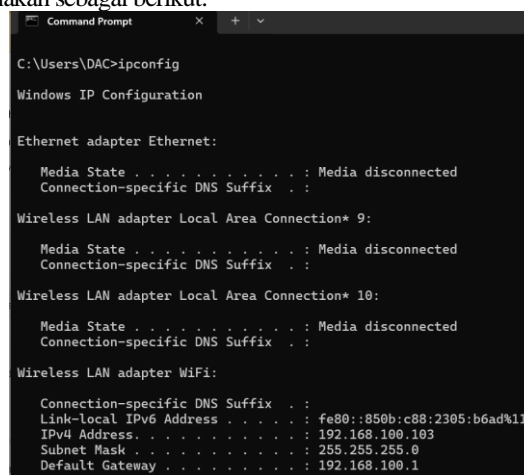 akan sebagai berikut:
Command Prompt
C:\Users\DAC>ipconfig
Windows IP Configuration
Ethernet adapter Ethernet:
Media State . . . . . . . . . . . : Media disconnected
Connection-specific DNS Suffix . :
Wireless LAN adapter Local Area Connection* 9:
Media State . . . . . . . . . . . : Media disconnected
Connection-specific DNS Suffix . :
Wireless LAN adapter Local Area Connection* 10:
Media State . . . . . . . . . . . : Media disconnected
Connection-specific DNS Suffix . :
Wireless LAN adapter WiFi:
Connection-specific DNS Suffix . :
Link-local IPv6 Address . . . . . : fe80::850b:c88:2305:b6ad%11
IPv4 Address. . . . . . . . . . . : 192.168.100.103
Subnet Mask . . . . . . . . . . . : 255.255.255.0
Default Gateway . . . . . . . . . : 192.168.100.1